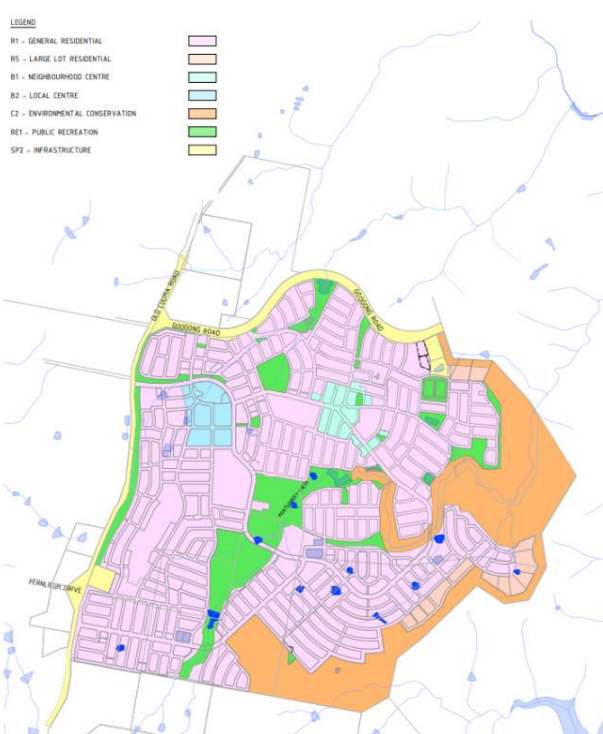 LEGEND
R1 - GENERAL RESIDENTIAL
R5 - LARGE LOT RESIDENTIAL
B1 - NEIGHBOURHOOD CENTRE
B2 - LOCAL CENTRE
C2 - ENVIRONMENTAL CONSERVATION
RE1 - PUBLIC RECREATION
SP2 - INFRASTRUCTURE
OLD COOMA ROAD
GOOGONG ROAD
GOOGONG ROAD
MONTGOMERY
DRIVE